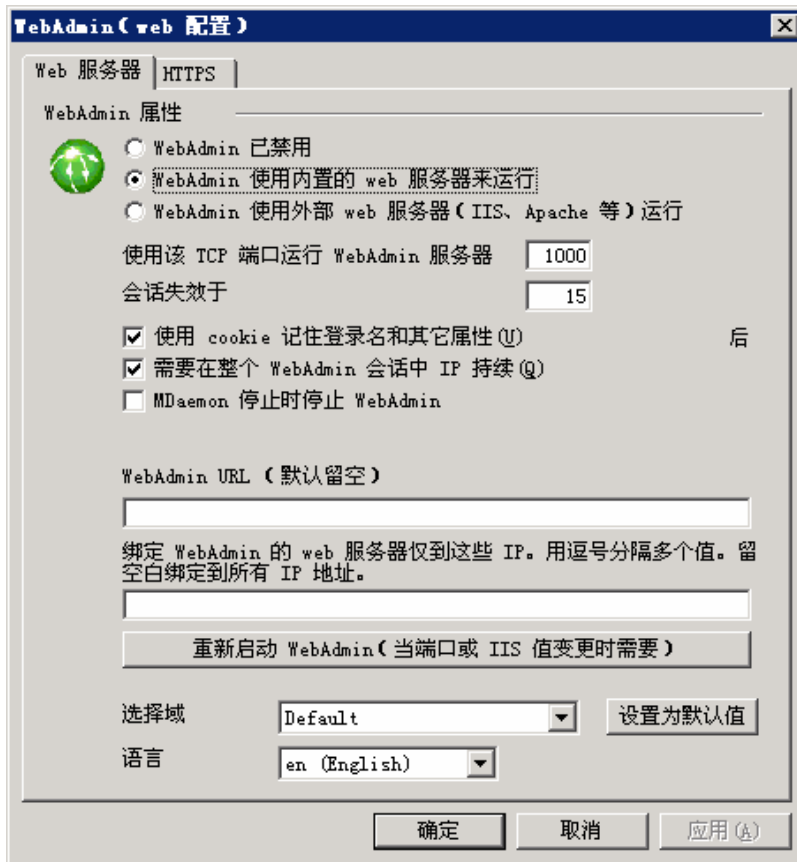 WebAdmin(web 配置)
Web 服务器
HTTPS
WebAdmin 属性
WebAdmin 已禁用
WebAdmin 使用内置的 web 服务器来运行
WebAdmin 使用外部 web 服务器(IIS、Apache 等)运行
使用该 TCP 端口运行 WebAdmin 服务器 1000
会话失效于 15
使用 cookie 记住登录名和其它属性(U) 后
需要在整个 WebAdmin 会话中 IP 持续(Q)
MDaemon 停止时停止 WebAdmin
WebAdmin URL (默认留空)
绑定 WebAdmin 的 web 服务器仅到这些 IP。用逗号分隔多个值。留
空白绑定到所有 IP 地址。
重新启动 WebAdmin(当端口或 IIS 值变更时需要)
选择域 Default 设置为默认值
语言 en (English)
确定 取消 应用(A)